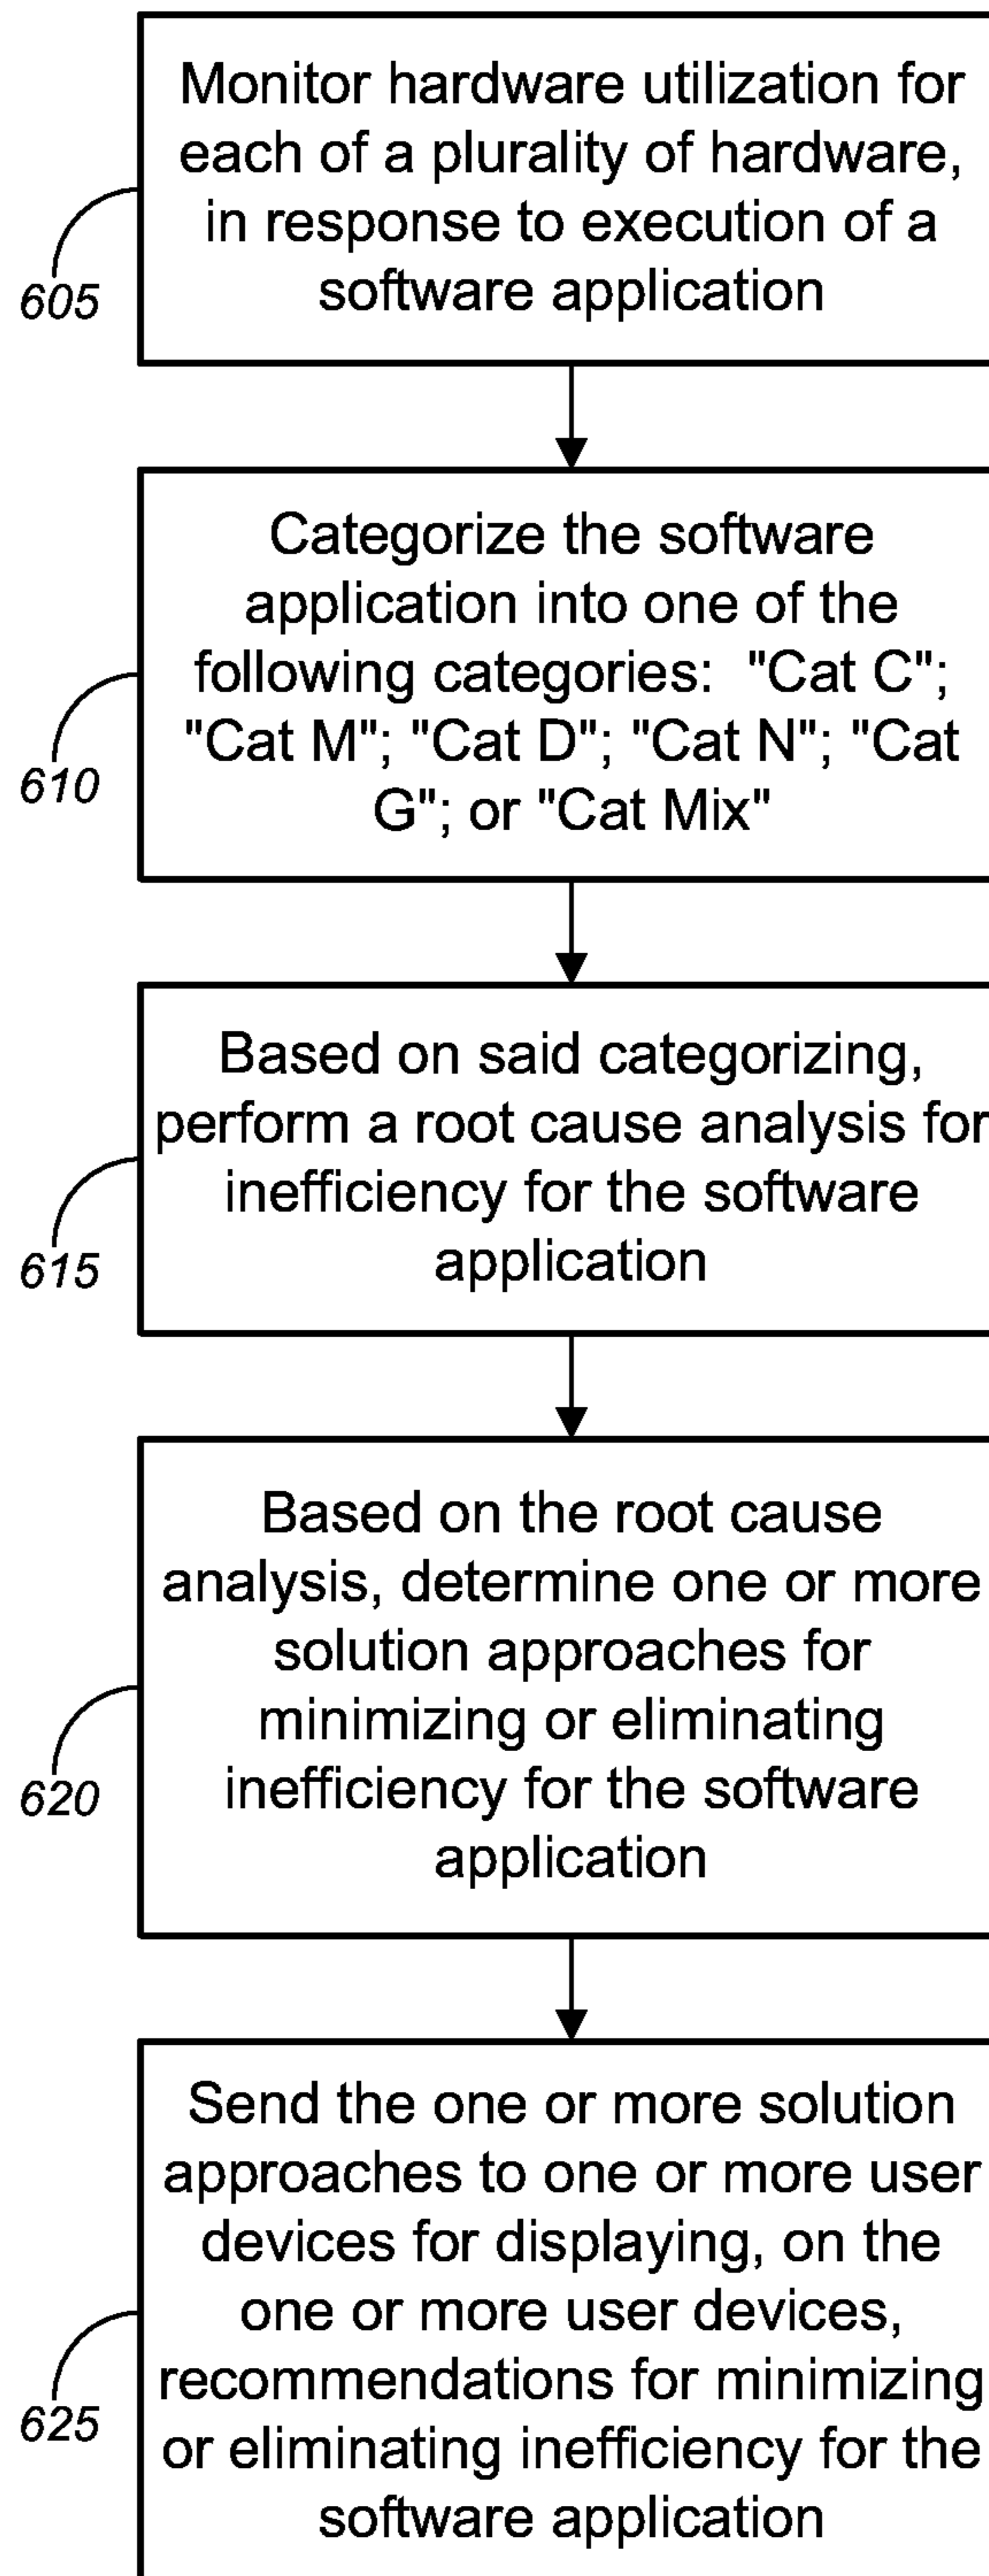 Monitor hardware utilization for
each of a plurality of hardware,
in response to execution of a
software application
605
Categorize the software
application into one of the
following categories:  "Cat C";
"Cat M"; "Cat D"; "Cat N"; "Cat
G"; or "Cat Mix"
610
Based on said categorizing,
perform a root cause analysis for
inefficiency for the software
application
615
Based on the root cause
analysis, determine one or more
solution approaches for
minimizing or eliminating
inefficiency for the software
application
620
Send the one or more solution
approaches to one or more user
devices for displaying, on the
one or more user devices,
recommendations for minimizing
or eliminating inefficiency for the
software application
625